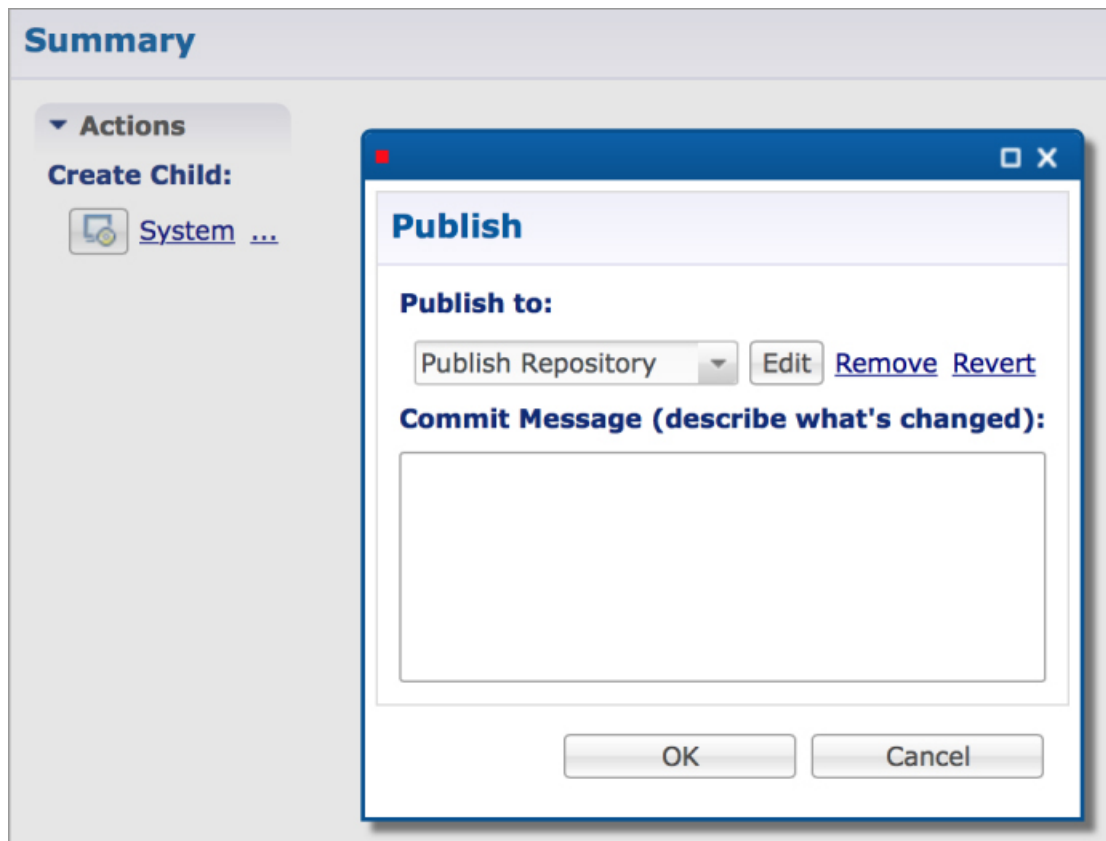 Summary
Actions
Create Child:
System ...
Publish
Publish to:
Publish Repository Edit Remove Revert
Commit Message (describe what's changed):
OK Cancel